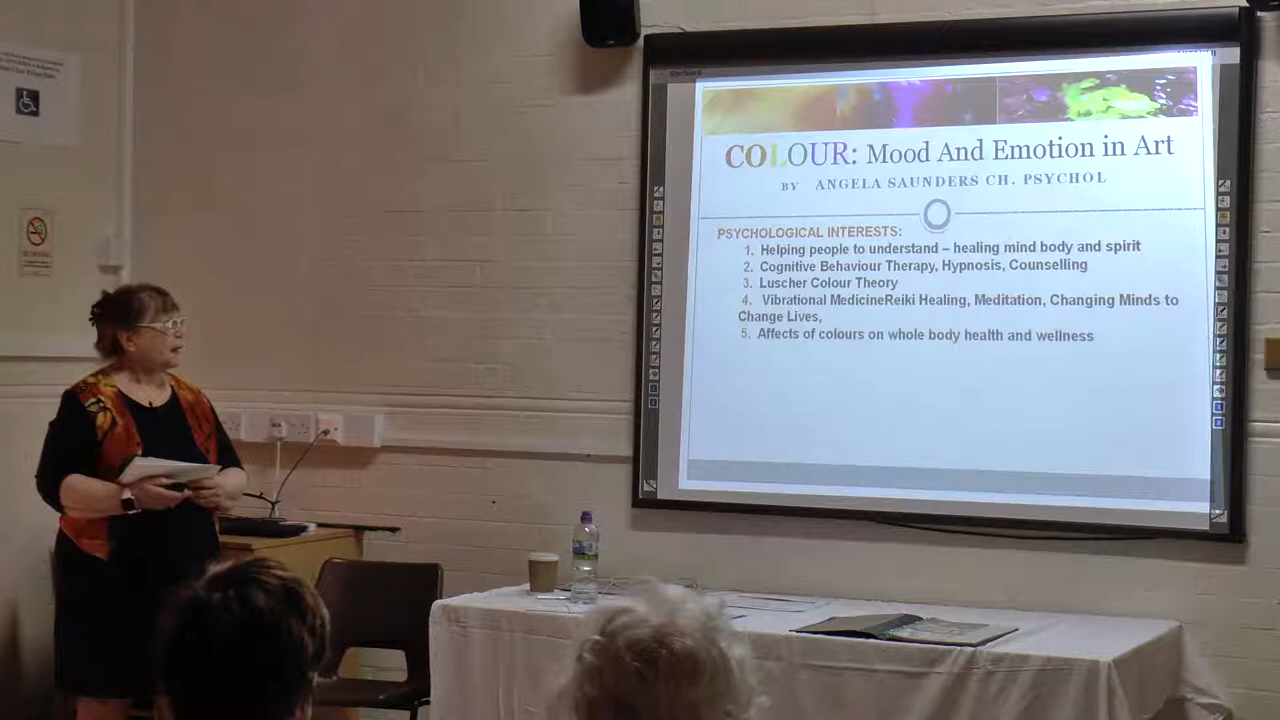 COLOUR: Mood And Emotion in Art
BY ANGELA SAUNDERS CH. PSYCHOL
PSYCHOLOGICAL INTERESTS:
1. Helping people to understand – healing mind body and spirit
2. Cognitive Behaviour Therapy, Hypnosis, Counselling
3. Luscher Colour Theory
4. Vibrational MedicineReiki Healing, Meditation, Changing Minds to
Change Lives,
5. Affects of colours on whole body health and wellness